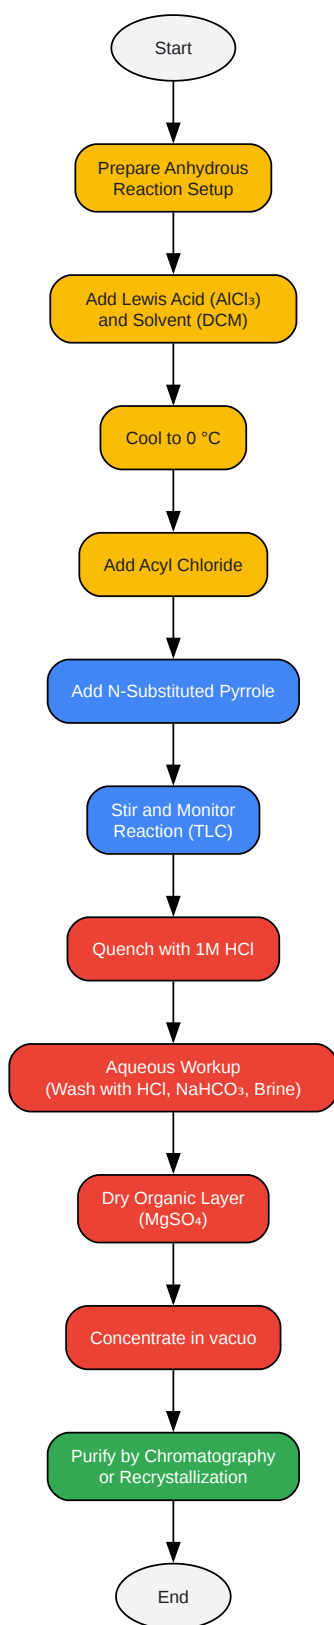 Start
Prepare Anhydrous
Reaction Setup
Add Lewis Acid (AlCl₃)
and Solvent (DCM)
Cool to 0 °C
Add Acyl Chloride
Add N-Substituted Pyrrole
Stir and Monitor
Reaction (TLC)
Quench with 1M HCl
Aqueous Workup
(Wash with HCl, NaHCO₃, Brine)
Dry Organic Layer
(MgSO₄)
Concentrate in vacuo
Purify by Chromatography
or Recrystallization
End